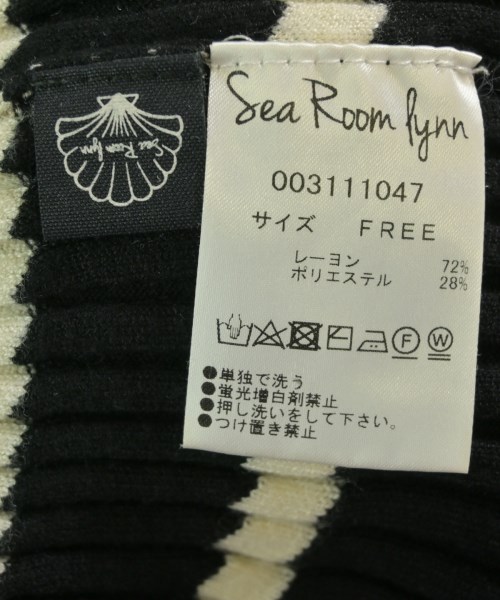 Sea Room lynn
Sea Room lynn
003111047
サイズ FREE
レーヨン 72%
ポリエステル 28%
F W
●単独で洗う
●蛍光増白剤禁止
●押し洗いをして下さい。
●つけ置き禁止